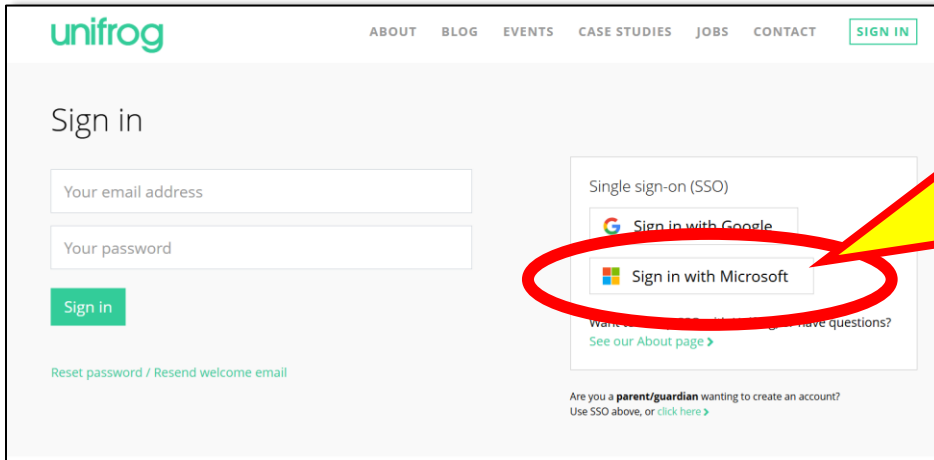 unifrog
ABOUT BLOG EVENTS CASE STUDIES JOBS CONTACT SIGN IN
Sign in
Your email address
Your password
Sign in
Reset password / Resend welcome email
Single sign-on (SSO)
Sign in with Google
Sign in with Microsoft
Want have questions?
See our About page >
Are you a parent/guardian wanting to create an account?
Use SSO above, or click here >